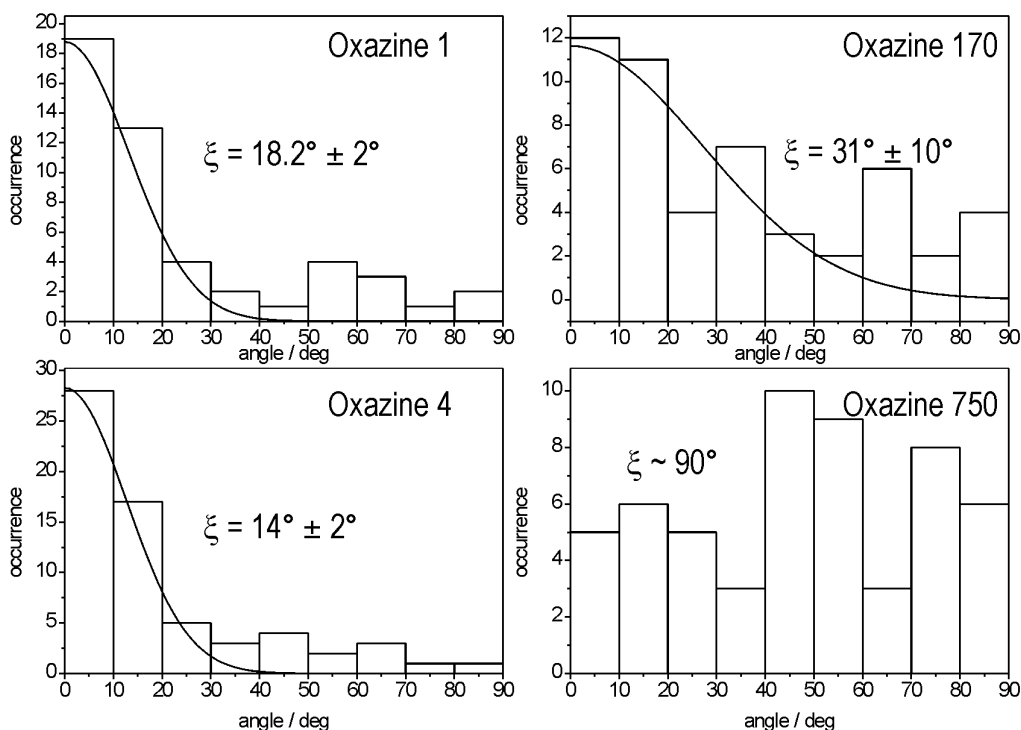 Oxazine 1
ξ = 18.2° ± 2°
occurrence
20
18
16
14
12
10
8
6
4
2
0
0 10 20 30 40 50 60 70 80 90
angle / deg
Oxazine 170
ξ = 31° ± 10°
occurrence
12
10
8
6
4
2
0
0 10 20 30 40 50 60 70 80 90
angle / deg
Oxazine 4
ξ = 14° ± 2°
occurrence
30
25
20
15
10
5
0
0 10 20 30 40 50 60 70 80 90
angle / deg
Oxazine 750
ξ ~ 90°
occurrence
10
8
6
4
2
0
0 10 20 30 40 50 60 70 80 90
angle / deg